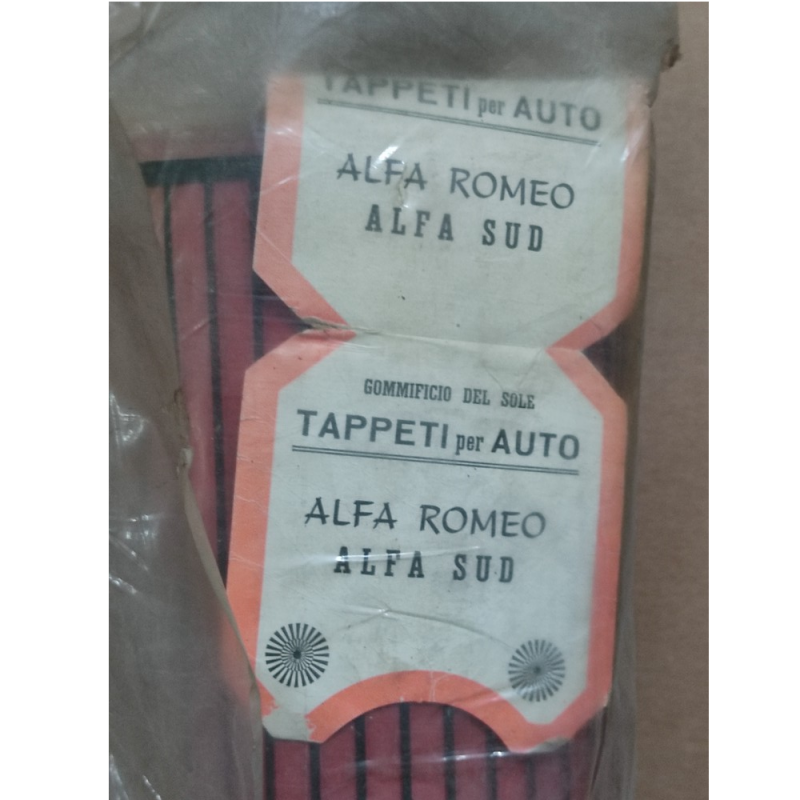 TAPPETI per AUTO
ALFA ROMEO
ALFA SUD
GOMMIFICIO DEL SOLE
TAPPETI per AUTO
ALFA ROMEO
ALFA SUD